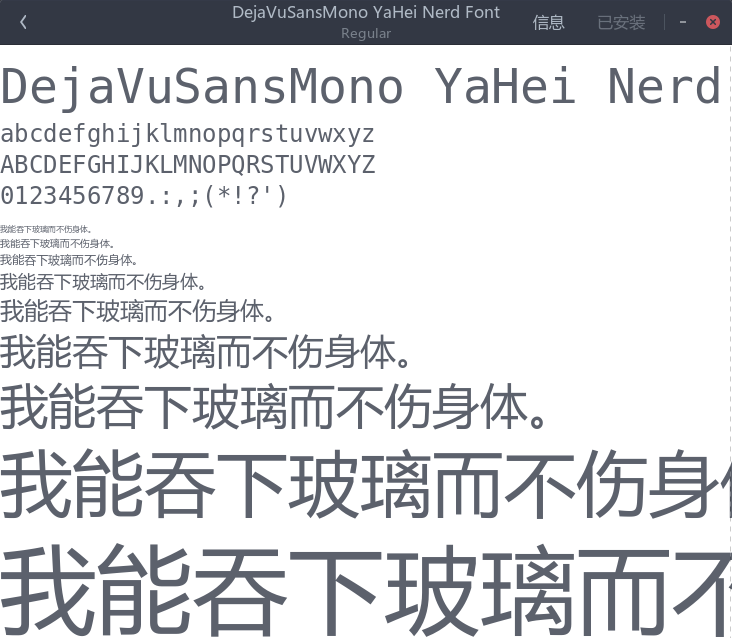 DejaVuSansMono YaHei Nerd Font
Regular
信息
已安装
DejaVuSansMono YaHei Nerd
abcdefghijklmnopqrstuvwxyz
ABCDEFGHIJKLMNOPQRSTUVWXYZ
0123456789.:,;(*!?')
我能吞下玻璃而不伤身体。
我能吞下玻璃而不伤身体。
我能吞下玻璃而不伤身体。
我能吞下玻璃而不伤身体。
我能吞下玻璃而不伤身体。
我能吞下玻璃而不伤身体。
我能吞下玻璃而不伤身体。
我能吞下玻璃而不伤身
我能吞下玻璃而不